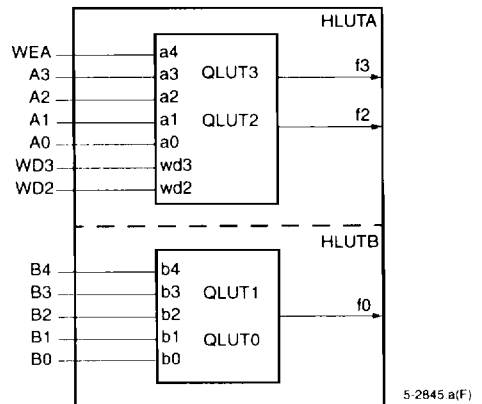 HLUTA
WEA a4
A3 a3 QLUT3 f3
A2 a2
A1 a1 QLUT2 f2
A0 a0
WD3 wd3
WD2 wd2
HLUTB
B4 b4
B3 b3 QLUT1
B2 b2 f0
B1 b1 QLUT0
B0 b0
5-2845.a(F)